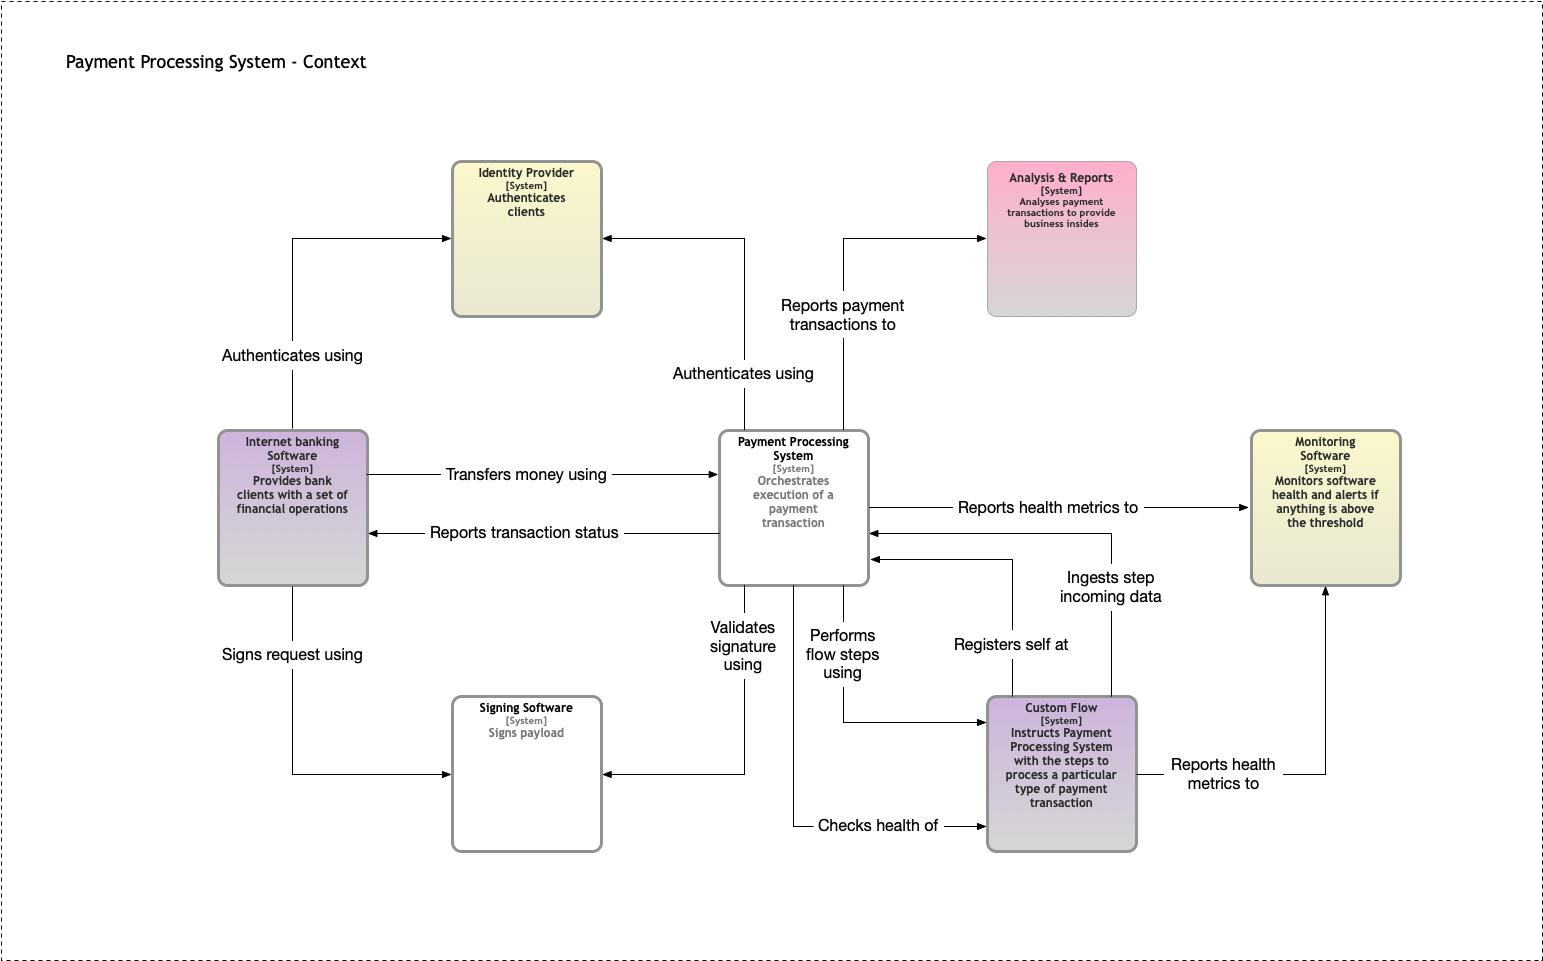 Payment Processing System - Context
Identity Provider
[System]
Authenticates
clients
Analysis & Reports
[System]
Analyses payment
transactions to provide
business insides
Reports payment
transactions to
Authenticates using
Authenticates using
Internet banking
Software
[System]
Provides bank
clients with a set of
financial operations
Transfers money using
Reports transaction status
Payment Processing
System
[System]
Orchestrates
execution of a
payment
transaction
Reports health metrics to
Monitoring
Software
[System]
Monitors software
health and alerts if
anything is above
the threshold
Ingests step
incoming data
Registers self at
Signs request using
Validates
signature
using
Performs
flow steps
using
Signing Software
[System]
Signs payload
Custom Flow
[System]
Instructs Payment
Processing System
with the steps to
process a particular
type of payment
transaction
Reports health
metrics to
Checks health of